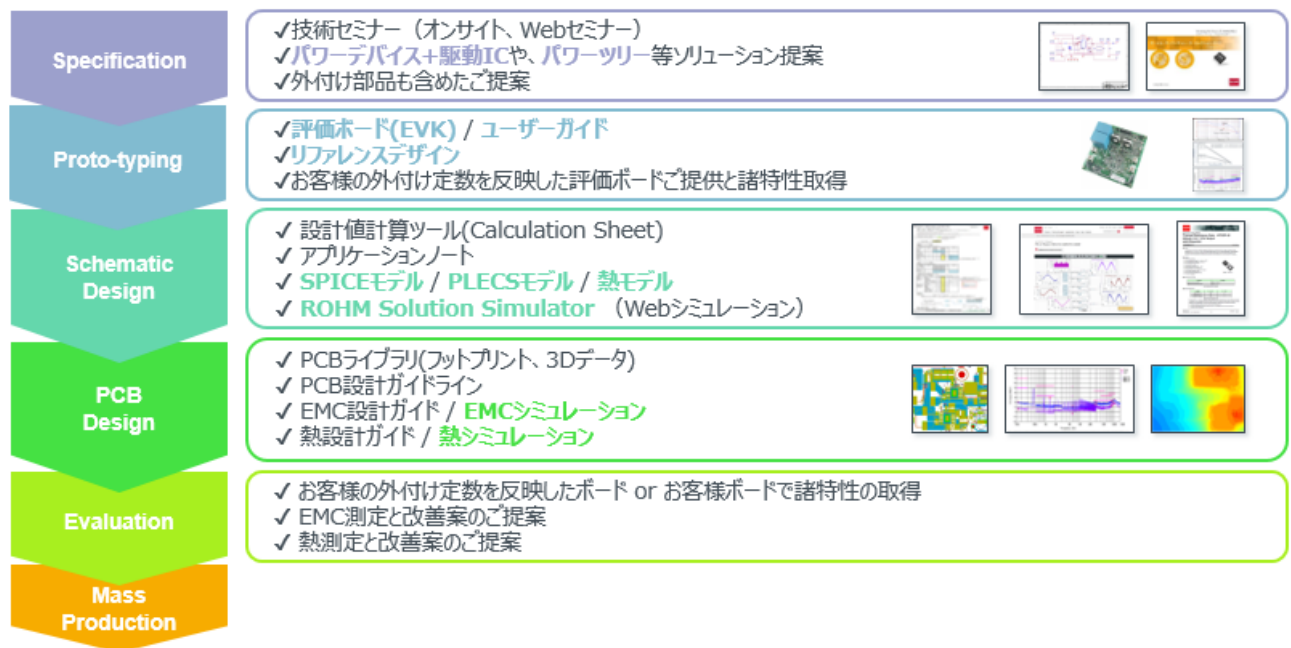 Specification
✓技術セミナー（オンサイト、Webセミナー）
✓パワーデバイス+駆動ICや、パワーツリー等ソリューション提案
✓外付け部品も含めたご提案
Proto-typing
✓評価ボード(EVK) / ユーザーガイド
✓リファレンスデザイン
✓お客様の外付け定数を反映した評価ボードご提供と諸特性取得
Schematic
Design
✓ 設計値計算ツール(Calculation Sheet)
✓ アプリケーションノート
✓ SPICEモデル / PLECSモデル / 熱モデル
✓ ROHM Solution Simulator （Webシミュレーション）
PCB
Design
✓ PCBライブラリ(フットプリント、3Dデータ)
✓ PCB設計ガイドライン
✓ EMC設計ガイド / EMCシミュレーション
✓ 熱設計ガイド / 熱シミュレーション
Evaluation
✓ お客様の外付け定数を反映したボード or お客様ボードで諸特性の取得
✓ EMC測定と改善案のご提案
✓ 熱測定と改善案のご提案
Mass
Production